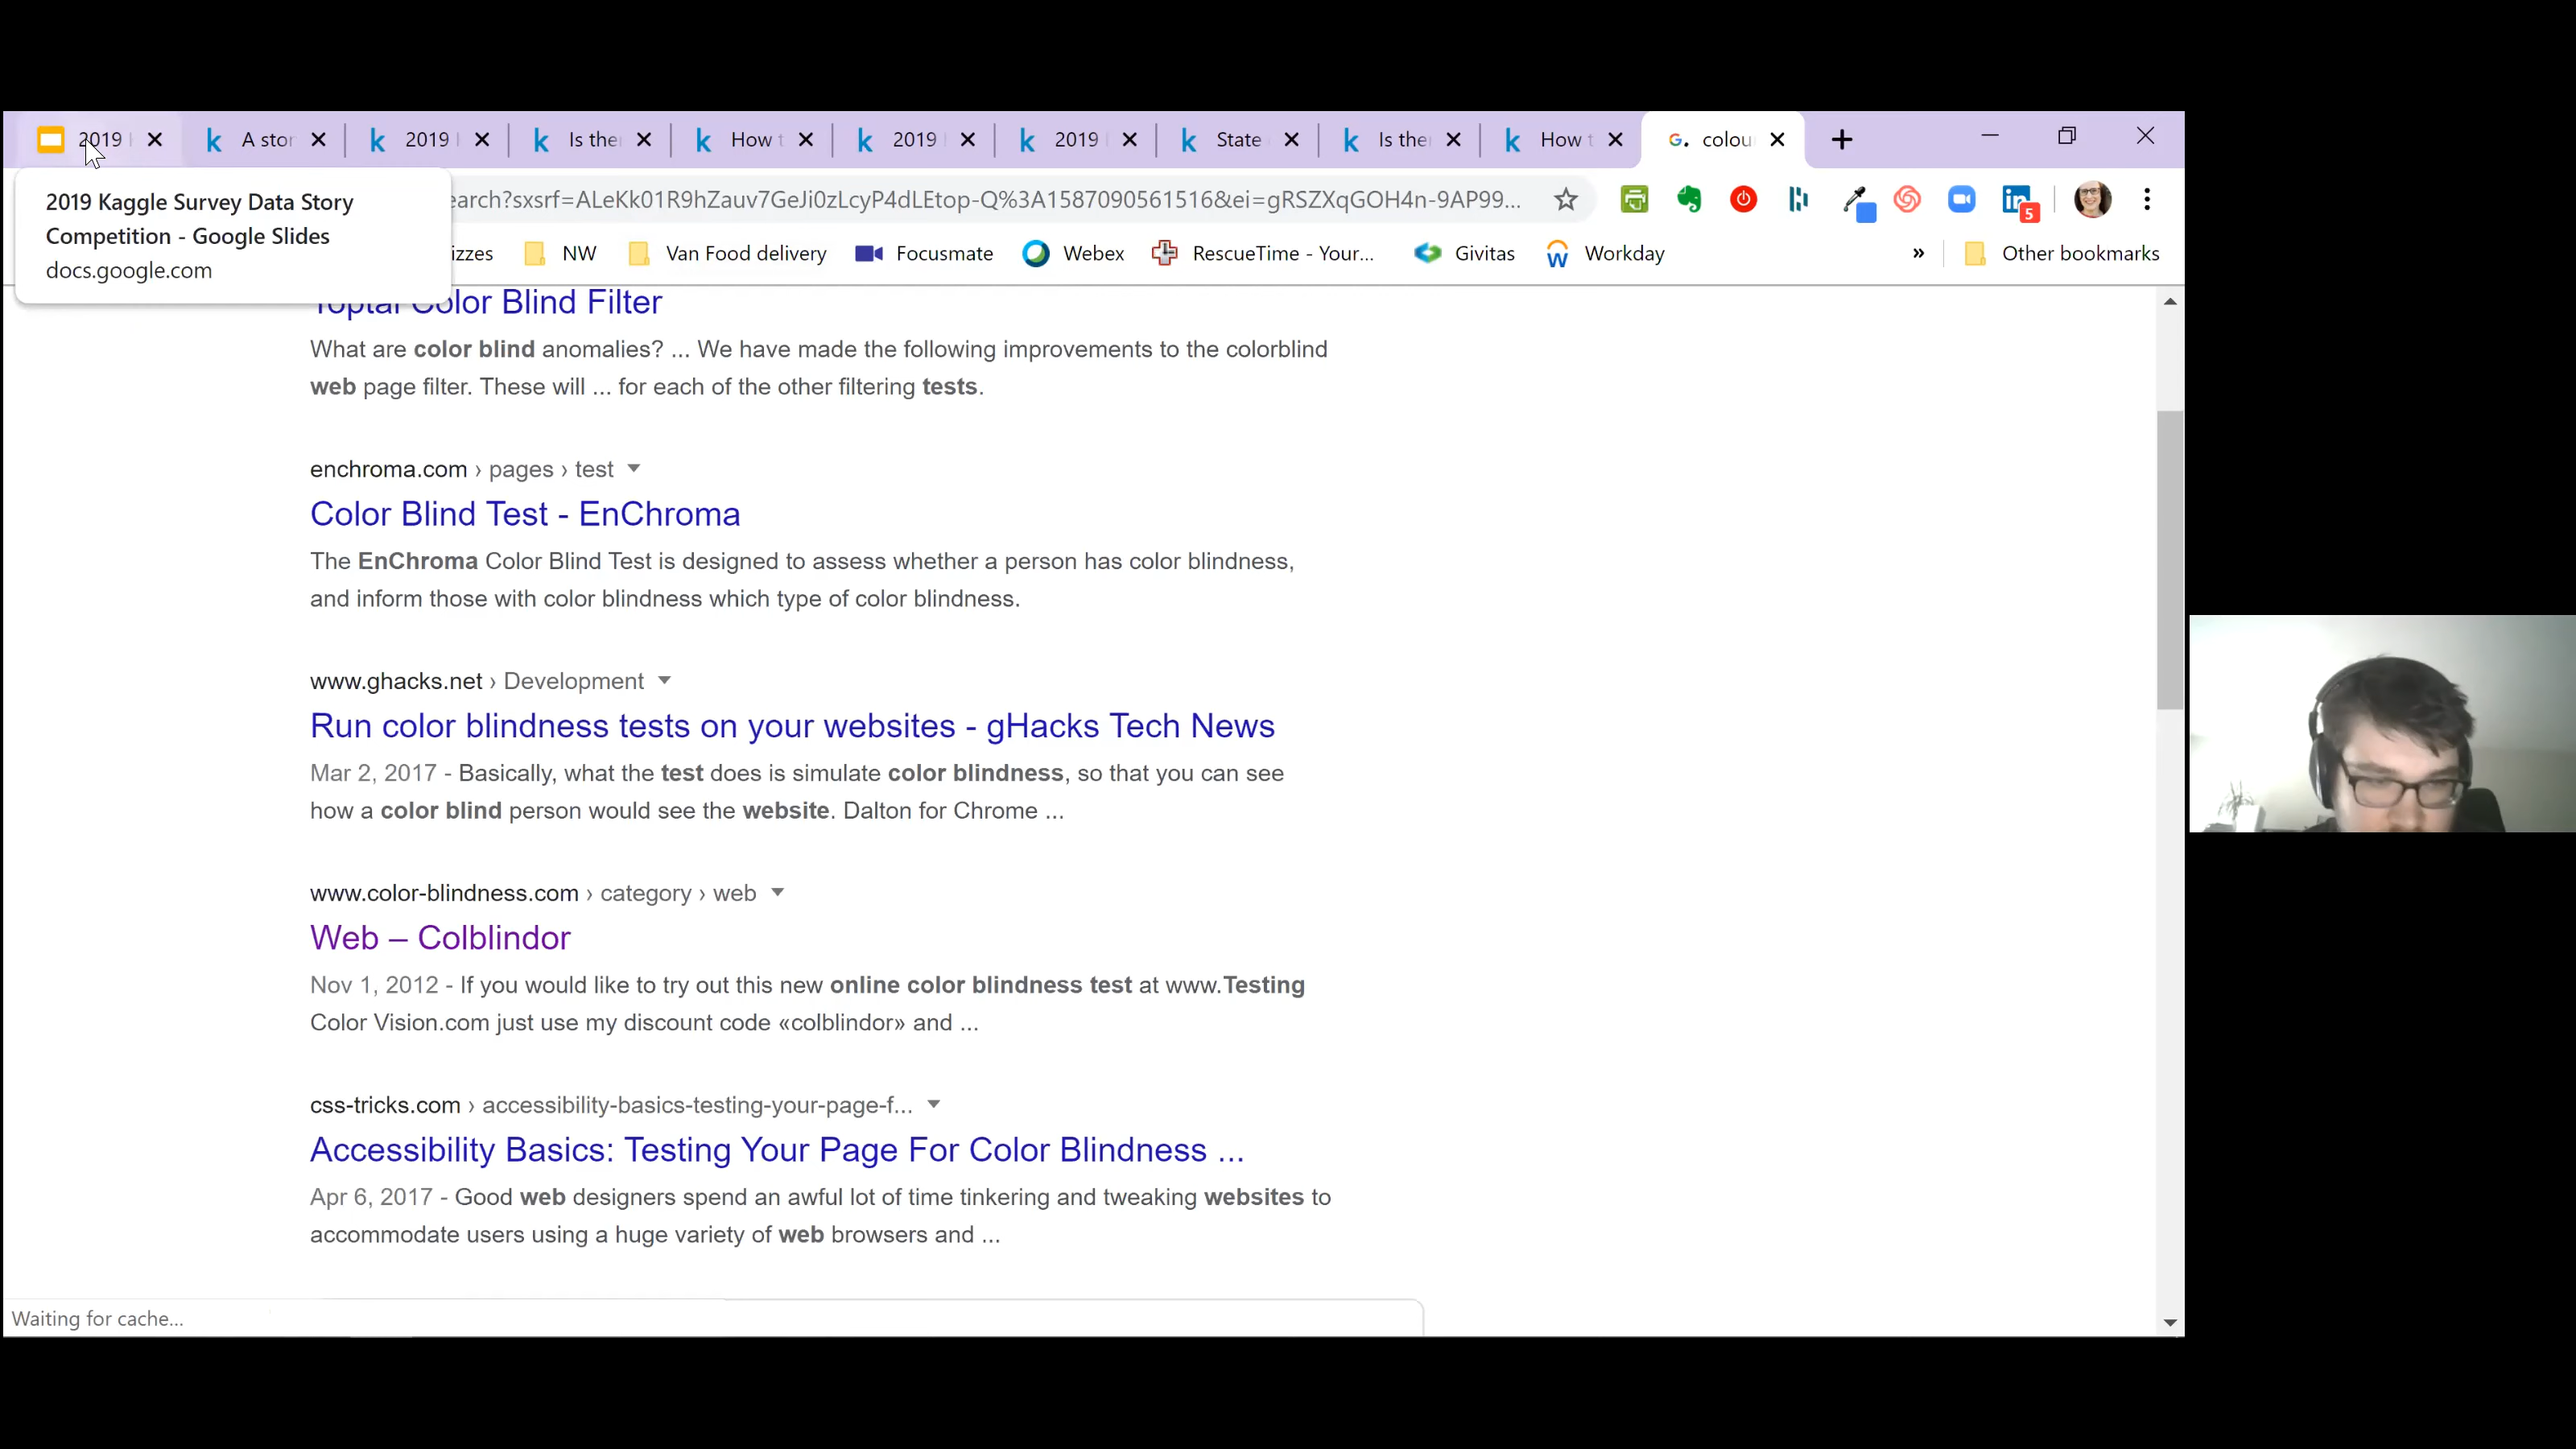 2019
A stor
2019
Is the
How t
2019
2019
State
Is the
How t
G. colou
2019 Kaggle Survey Data Story
Competition - Google Slides
docs.google.com
earch?sxsrf=ALeKk01R9hZauv7GeJi0zLcyP4dLEtop-Q%3A1587090561516&ei=gRSZXqGOH4n-9AP99...
5
izzes
NW
Van Food delivery
Focusmate
Webex
RescueTime - Your...
Givitas
Workday
»
Other bookmarks
Toptal Color Blind Filter
What are color blind anomalies? ... We have made the following improvements to the colorblind
web page filter. These will ... for each of the other filtering tests.
enchroma.com › pages › test
Color Blind Test - EnChroma
The EnChroma Color Blind Test is designed to assess whether a person has color blindness,
and inform those with color blindness which type of color blindness.
www.ghacks.net › Development
Run color blindness tests on your websites - gHacks Tech News
Mar 2, 2017 - Basically, what the test does is simulate color blindness, so that you can see
how a color blind person would see the website. Dalton for Chrome ...
www.color-blindness.com › category › web
Web – Colblindor
Nov 1, 2012 - If you would like to try out this new online color blindness test at www.Testing
Color Vision.com just use my discount code «colblindor» and ...
css-tricks.com › accessibility-basics-testing-your-page-f...
Accessibility Basics: Testing Your Page For Color Blindness ...
Apr 6, 2017 - Good web designers spend an awful lot of time tinkering and tweaking websites to
accommodate users using a huge variety of web browsers and ...
Waiting for cache...